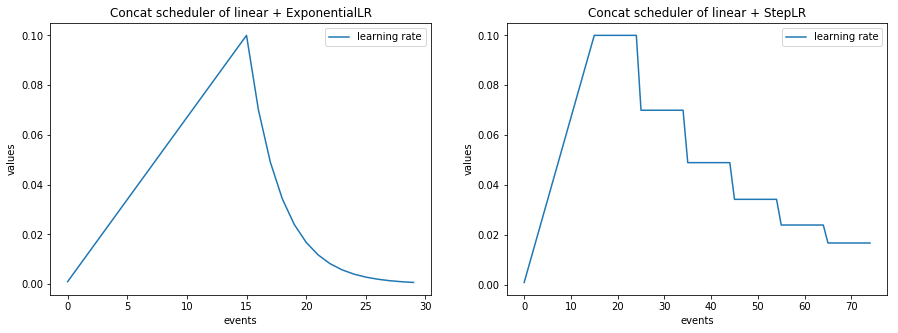 Concat scheduler of linear + ExponentialLR
learning rate
0.10
0.08
0.06
0.04
0.02
0.00
values
0 5 10 15 20 25 30
events
Concat scheduler of linear + StepLR
learning rate
0.10
0.08
0.06
0.04
0.02
0.00
values
0 10 20 30 40 50 60 70
events